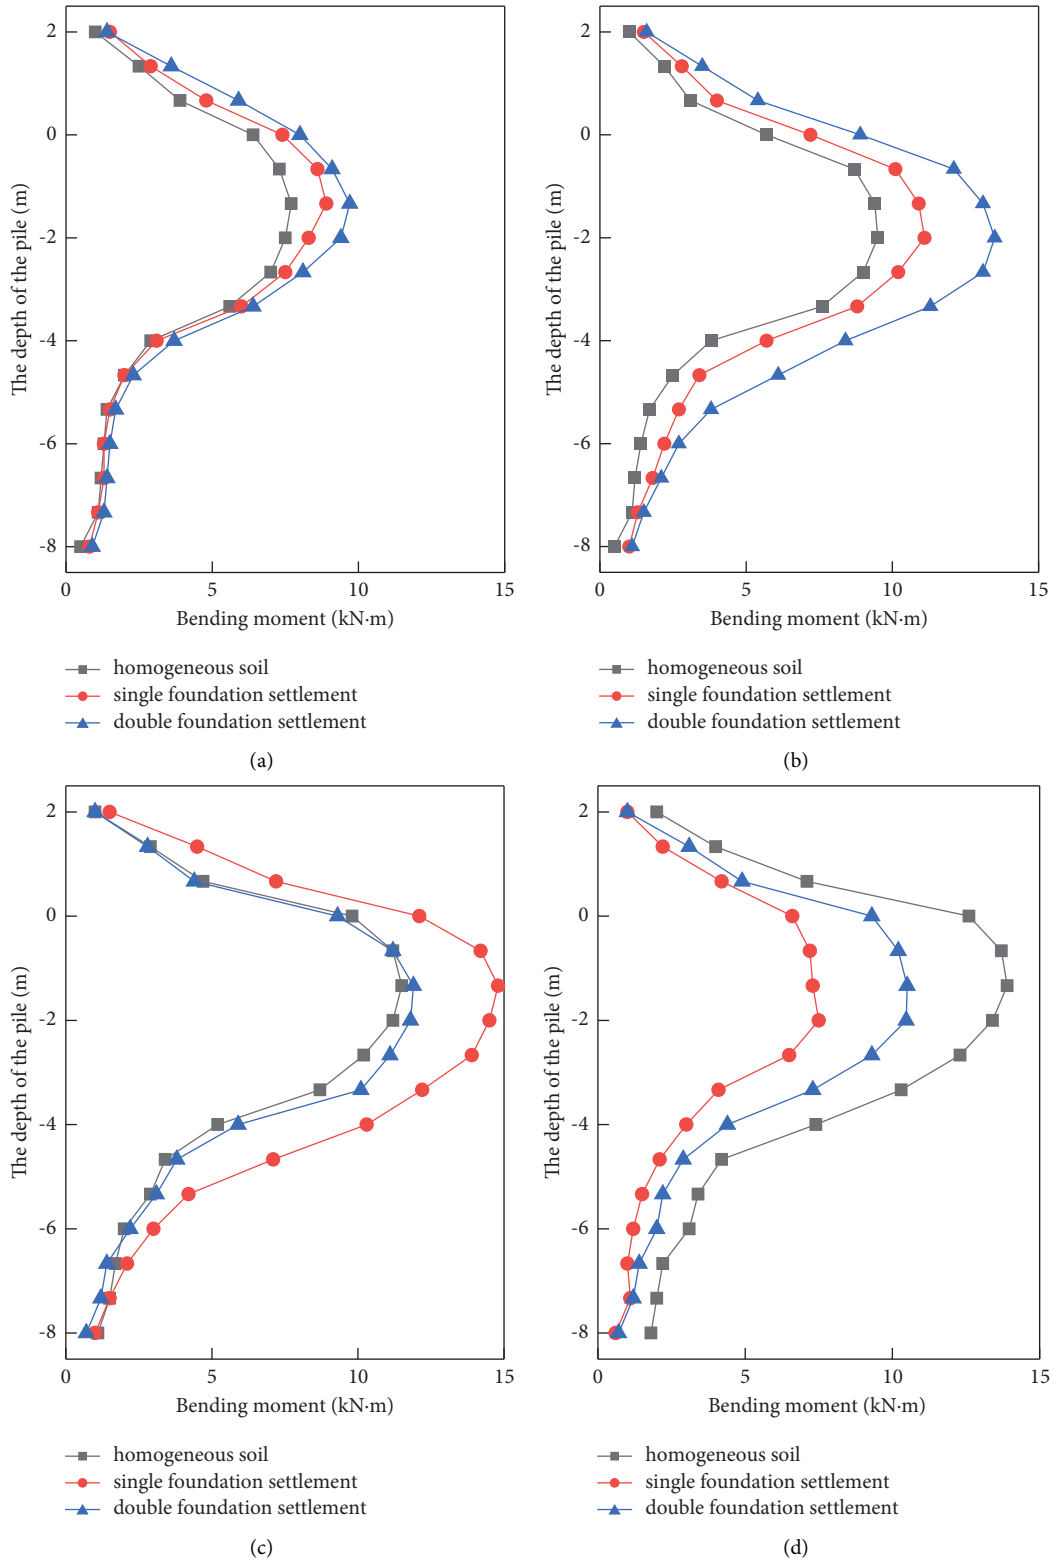 2
0
-2
-4
-6
-8
The depth of the pile (m)
0 5 10 15
Bending moment (kN·m)
homogeneous soil
single foundation settlement
double foundation settlement
(a)
2
0
-2
-4
-6
-8
The depth of the pile (m)
0 5 10 15
Bending moment (kN·m)
homogeneous soil
single foundation settlement
double foundation settlement
(b)
2
0
-2
-4
-6
-8
The depth of the pile (m)
0 5 10 15
Bending moment (kN·m)
homogeneous soil
single foundation settlement
double foundation settlement
(c)
2
0
-2
-4
-6
-8
The depth of the pile (m)
0 5 10 15
Bending moment (kN·m)
homogeneous soil
single foundation settlement
double foundation settlement
(d)